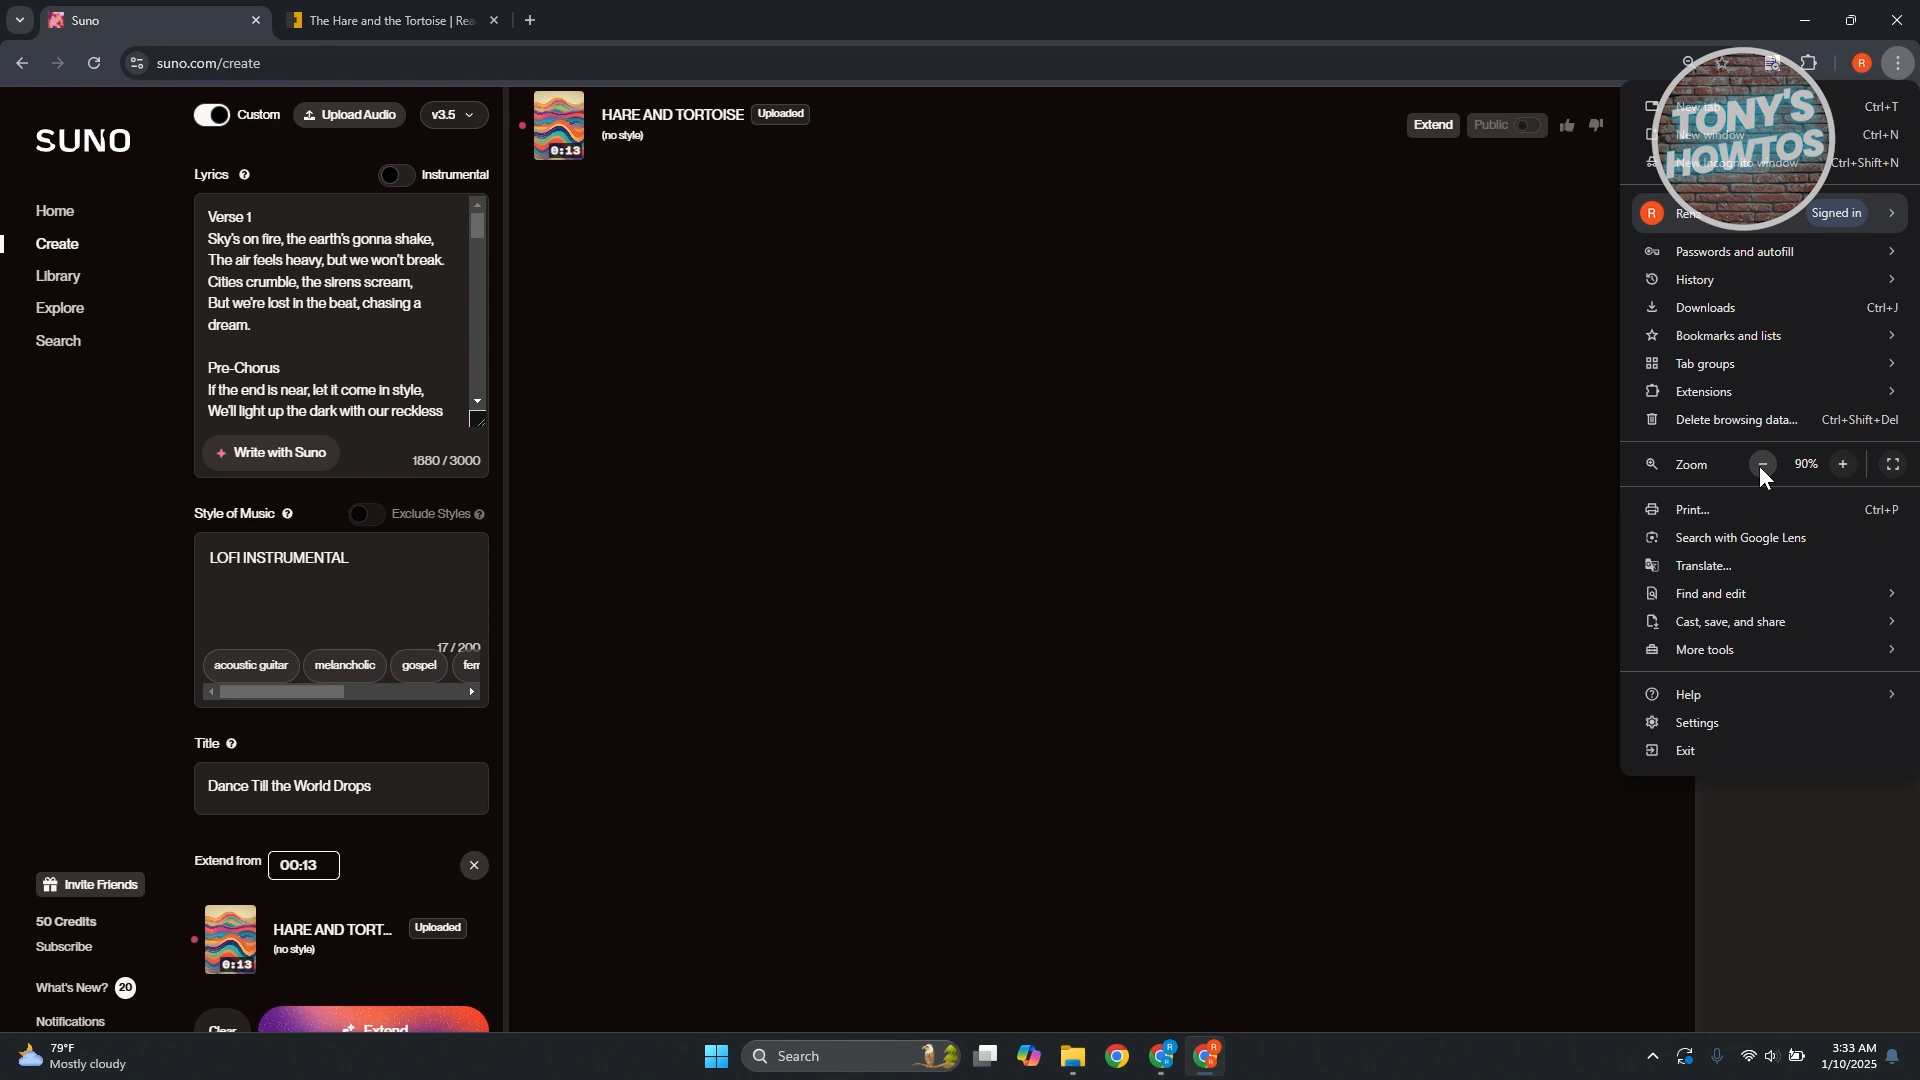 Suno
The Hare and the Tortoise | Rea
suno.com/create
R
SUNO
Home
Create
Library
Explore
Search
Invite Friends
50 Credits
Subscribe
What's New? 20
Notifications
Custom
Upload Audio
v3.5
Lyrics
Instrumental
Verse 1
Sky's on fire, the earth's gonna shake,
The air feels heavy, but we won't break.
Cities crumble, the sirens scream,
But we're lost in the beat, chasing a
dream.
Pre-Chorus
If the end is near, let it come in style,
We'll light up the dark with our reckless
Write with Suno
1880 / 3000
Style of Music
Exclude Styles
LOFI INSTRUMENTAL
17 / 200
acoustic guitar
melancholic
gospel
fem
Title
Dance Till the World Drops
Extend from 00:13
HARE AND TORT...
Uploaded
(no style)
0:13
Clear
Extend
HARE AND TORTOISE
Uploaded
(no style)
0:13
Extend
Public
New tab Ctrl+T
New window Ctrl+N
New Incognito window Ctrl+Shift+N
TONY'S
HOWTOS
R
Signed in
Passwords and autofill
History
Downloads Ctrl+J
Bookmarks and lists
Tab groups
Extensions
Delete browsing data... Ctrl+Shift+Del
Zoom 90%
Print... Ctrl+P
Search with Google Lens
Translate...
Find and edit
Cast, save, and share
More tools
Help
Settings
Exit
79°F
Mostly cloudy
Search
R
R
R
3:33 AM
1/10/2025